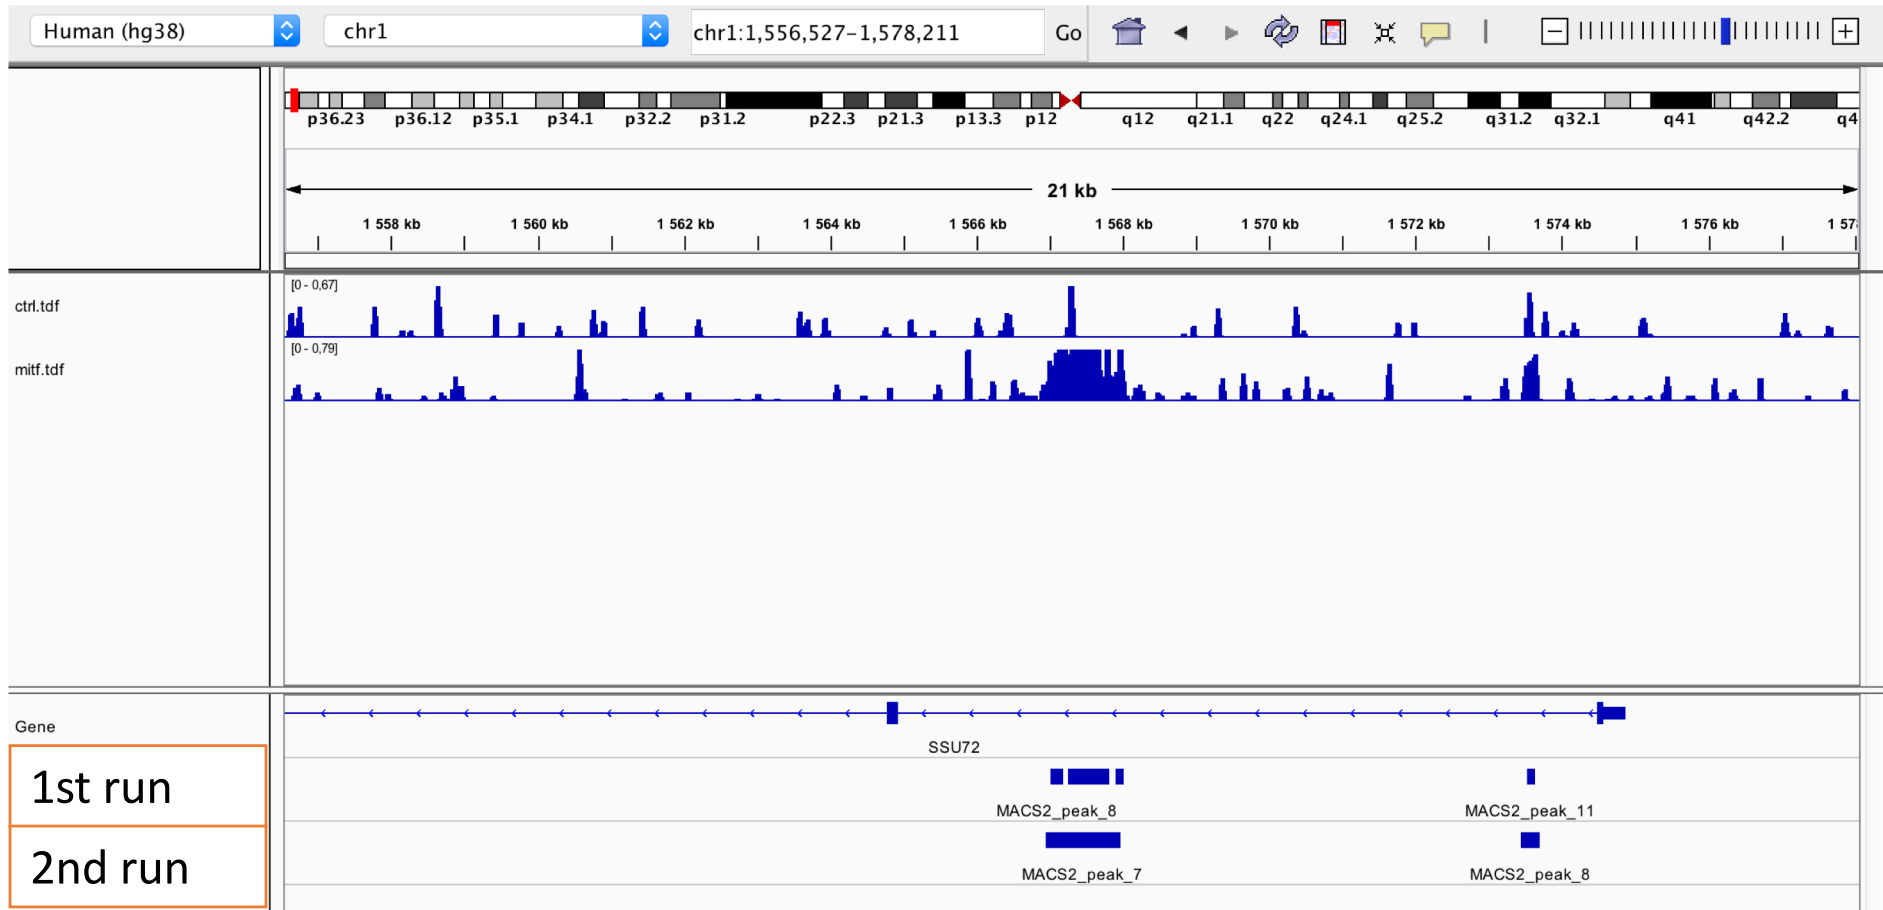 Human (hg38) chr1 chr1:1,556,527-1,578,211 Go
p36.23 p36.12 p35.1 p34.1 p32.2 p31.2 p22.3 p21.3 p13.3 p12 q12 q21.1 q22 q24.1 q25.2 q31.2 q32.1 q41 q42.2 q4
21 kb
1 558 kb 1 560 kb 1 562 kb 1 564 kb 1 566 kb 1 568 kb 1 570 kb 1 572 kb 1 574 kb 1 576 kb 1 57
[0 - 0,67]
ctrl.tdf
[0 - 0,79]
mitf.tdf
Gene
SSU72
1st run
MACS2_peak_8 MACS2_peak_11
2nd run
MACS2_peak_7 MACS2_peak_8